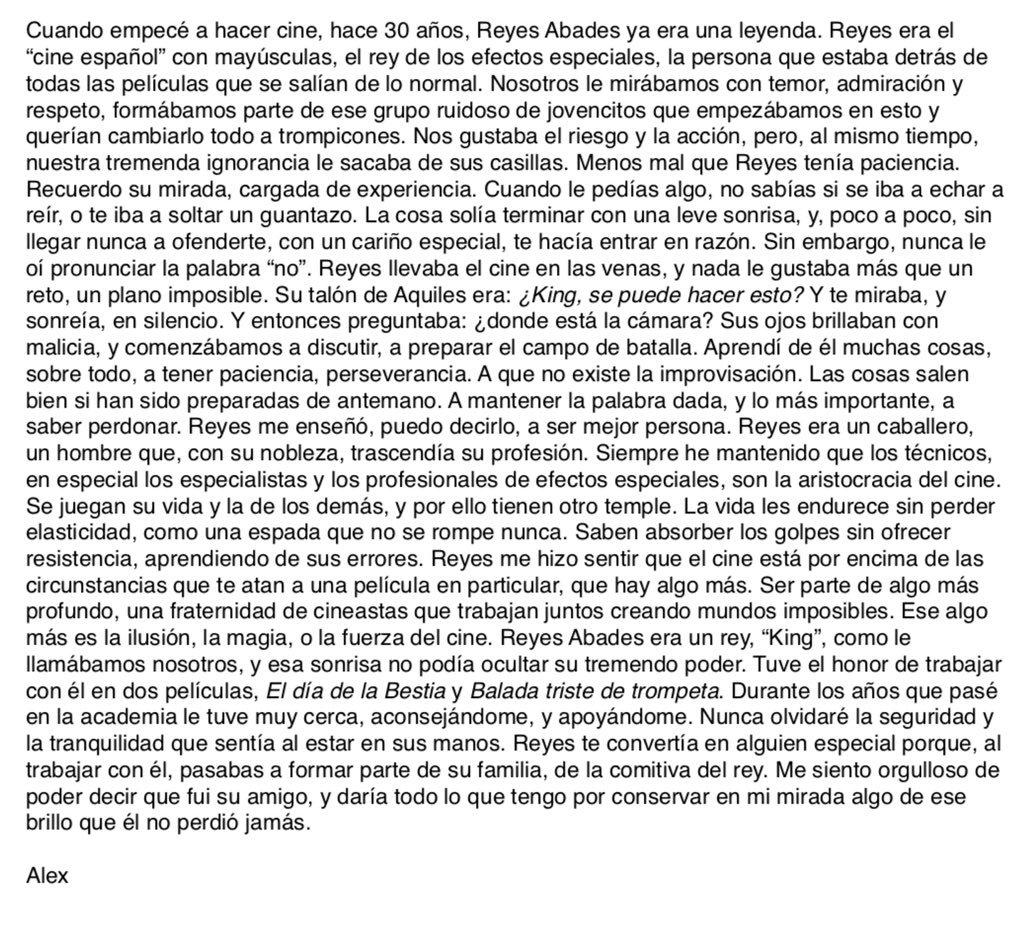 Cuando empecé a hacer cine, hace 30 años, Reyes Abades ya era una leyenda. Reyes era el
“cine español” con mayúsculas, el rey de los efectos especiales, la persona que estaba detrás de
todas las películas que se salían de lo normal. Nosotros le mirábamos con temor, admiración y
respeto, formábamos parte de ese grupo ruidoso de jovencitos que empezábamos en esto y
querían cambiarlo todo a trompicones. Nos gustaba el riesgo y la acción, pero, al mismo tiempo,
nuestra tremenda ignorancia le sacaba de sus casillas. Menos mal que Reyes tenía paciencia.
Recuerdo su mirada, cargada de experiencia. Cuando le pedías algo, no sabías si se iba a echar a
reír, o te iba a soltar un guantazo. La cosa solía terminar con una leve sonrisa, y, poco a poco, sin
llegar nunca a ofenderte, con un cariño especial, te hacía entrar en razón. Sin embargo, nunca le
oí pronunciar la palabra “no”. Reyes llevaba el cine en las venas, y nada le gustaba más que un
reto, un plano imposible. Su talón de Aquiles era: ¿King, se puede hacer esto? Y te miraba, y
sonreía, en silencio. Y entonces preguntaba: ¿donde está la cámara? Sus ojos brillaban con
malicia, y comenzábamos a discutir, a preparar el campo de batalla. Aprendí de él muchas cosas,
sobre todo, a tener paciencia, perseverancia. A que no existe la improvisación. Las cosas salen
bien si han sido preparadas de antemano. A mantener la palabra dada, y lo más importante, a
saber perdonar. Reyes me enseñó, puedo decirlo, a ser mejor persona. Reyes era un caballero,
un hombre que, con su nobleza, trascendía su profesión. Siempre he mantenido que los técnicos,
en especial los especialistas y los profesionales de efectos especiales, son la aristocracia del cine.
Se juegan su vida y la de los demás, y por ello tienen otro temple. La vida les endurece sin perder
elasticidad, como una espada que no se rompe nunca. Saben absorber los golpes sin ofrecer
resistencia, aprendiendo de sus errores. Reyes me hizo sentir que el cine está por encima de las
circunstancias que te atan a una película en particular, que hay algo más. Ser parte de algo más
profundo, una fraternidad de cineastas que trabajan juntos creando mundos imposibles. Ese algo
más es la ilusión, la magia, o la fuerza del cine. Reyes Abades era un rey, “King”, como le
llamábamos nosotros, y esa sonrisa no podía ocultar su tremendo poder. Tuve el honor de trabajar
con él en dos películas, El día de la Bestia y Balada triste de trompeta. Durante los años que pasé
en la academia le tuve muy cerca, aconsejándome, y apoyándome. Nunca olvidaré la seguridad y
la tranquilidad que sentía al estar en sus manos. Reyes te convertía en alguien especial porque, al
trabajar con él, pasabas a formar parte de su familia, de la comitiva del rey. Me siento orgulloso de
poder decir que fui su amigo, y daría todo lo que tengo por conservar en mi mirada algo de ese
brillo que él no perdió jamás.
Alex